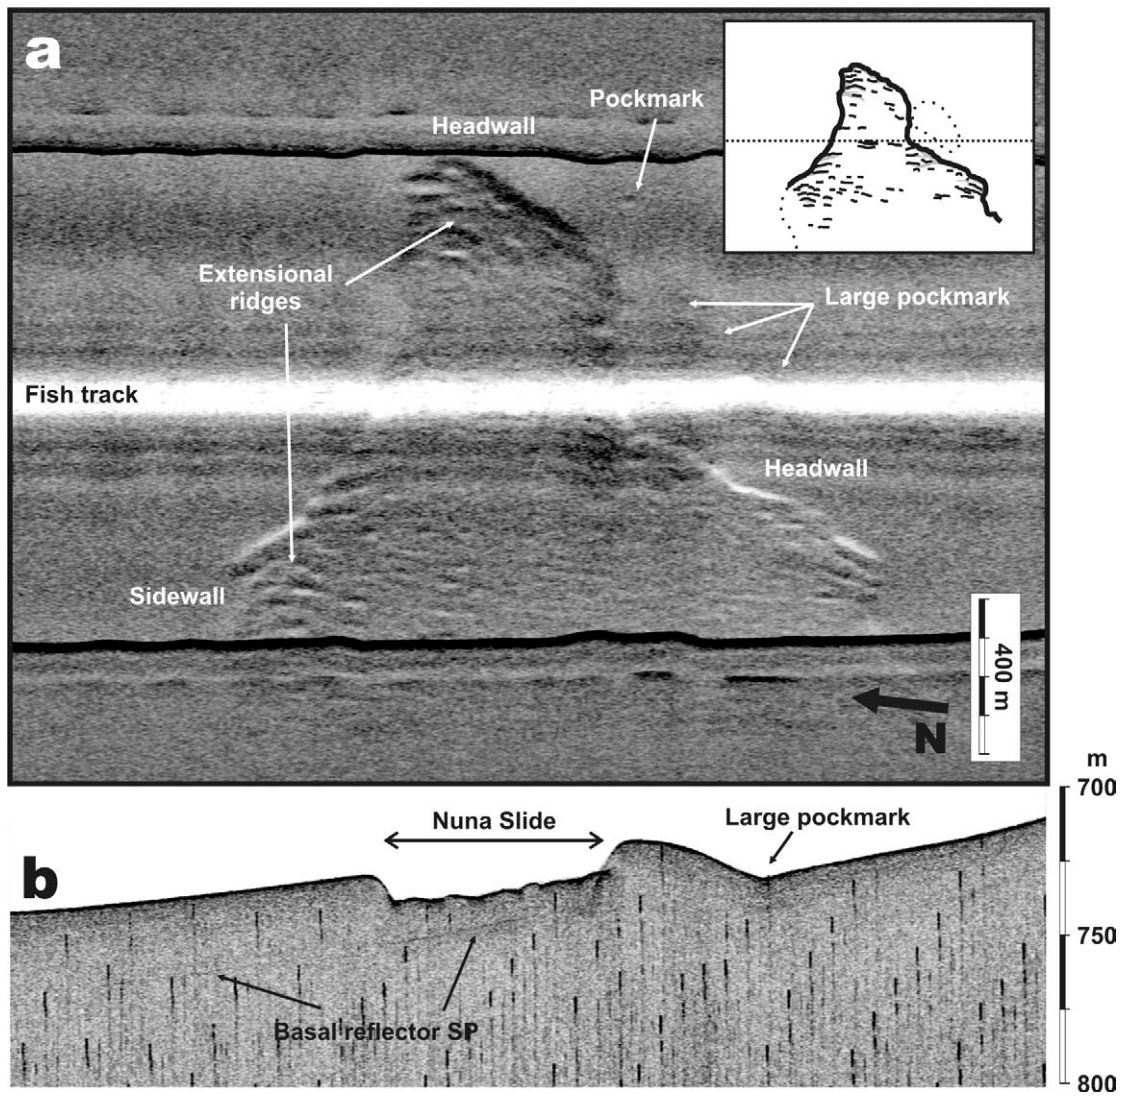 a
Pockmark
Headwall
Extensional
ridges
Large pockmark
Fish track
Headwall
Sidewall
400 m
N
m
700
Nuna Slide
Large pockmark
b
750
Basal reflector SP
800